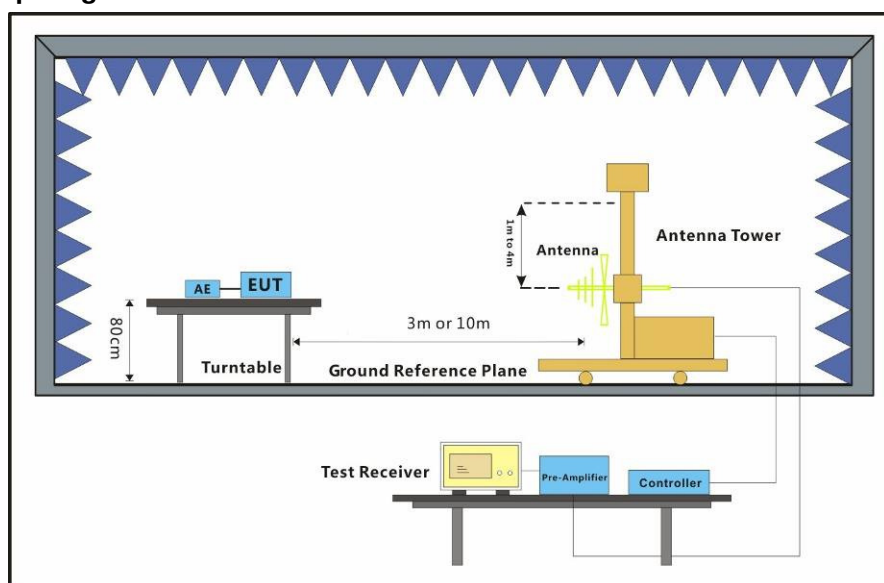 1m to 4m
Antenna
Antenna Tower
AE
EUT
80cm
3m or 10m
Turntable
Ground Reference Plane
Test Receiver
Pre-Amplifier
Controller